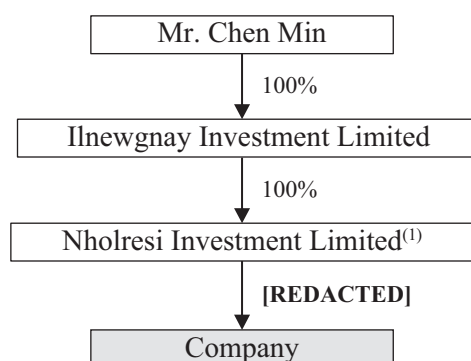 Mr. Chen Min
100%
Ilnewgnay Investment Limited
100%
Nholresi Investment Limited(1)
[REDACTED]
Company